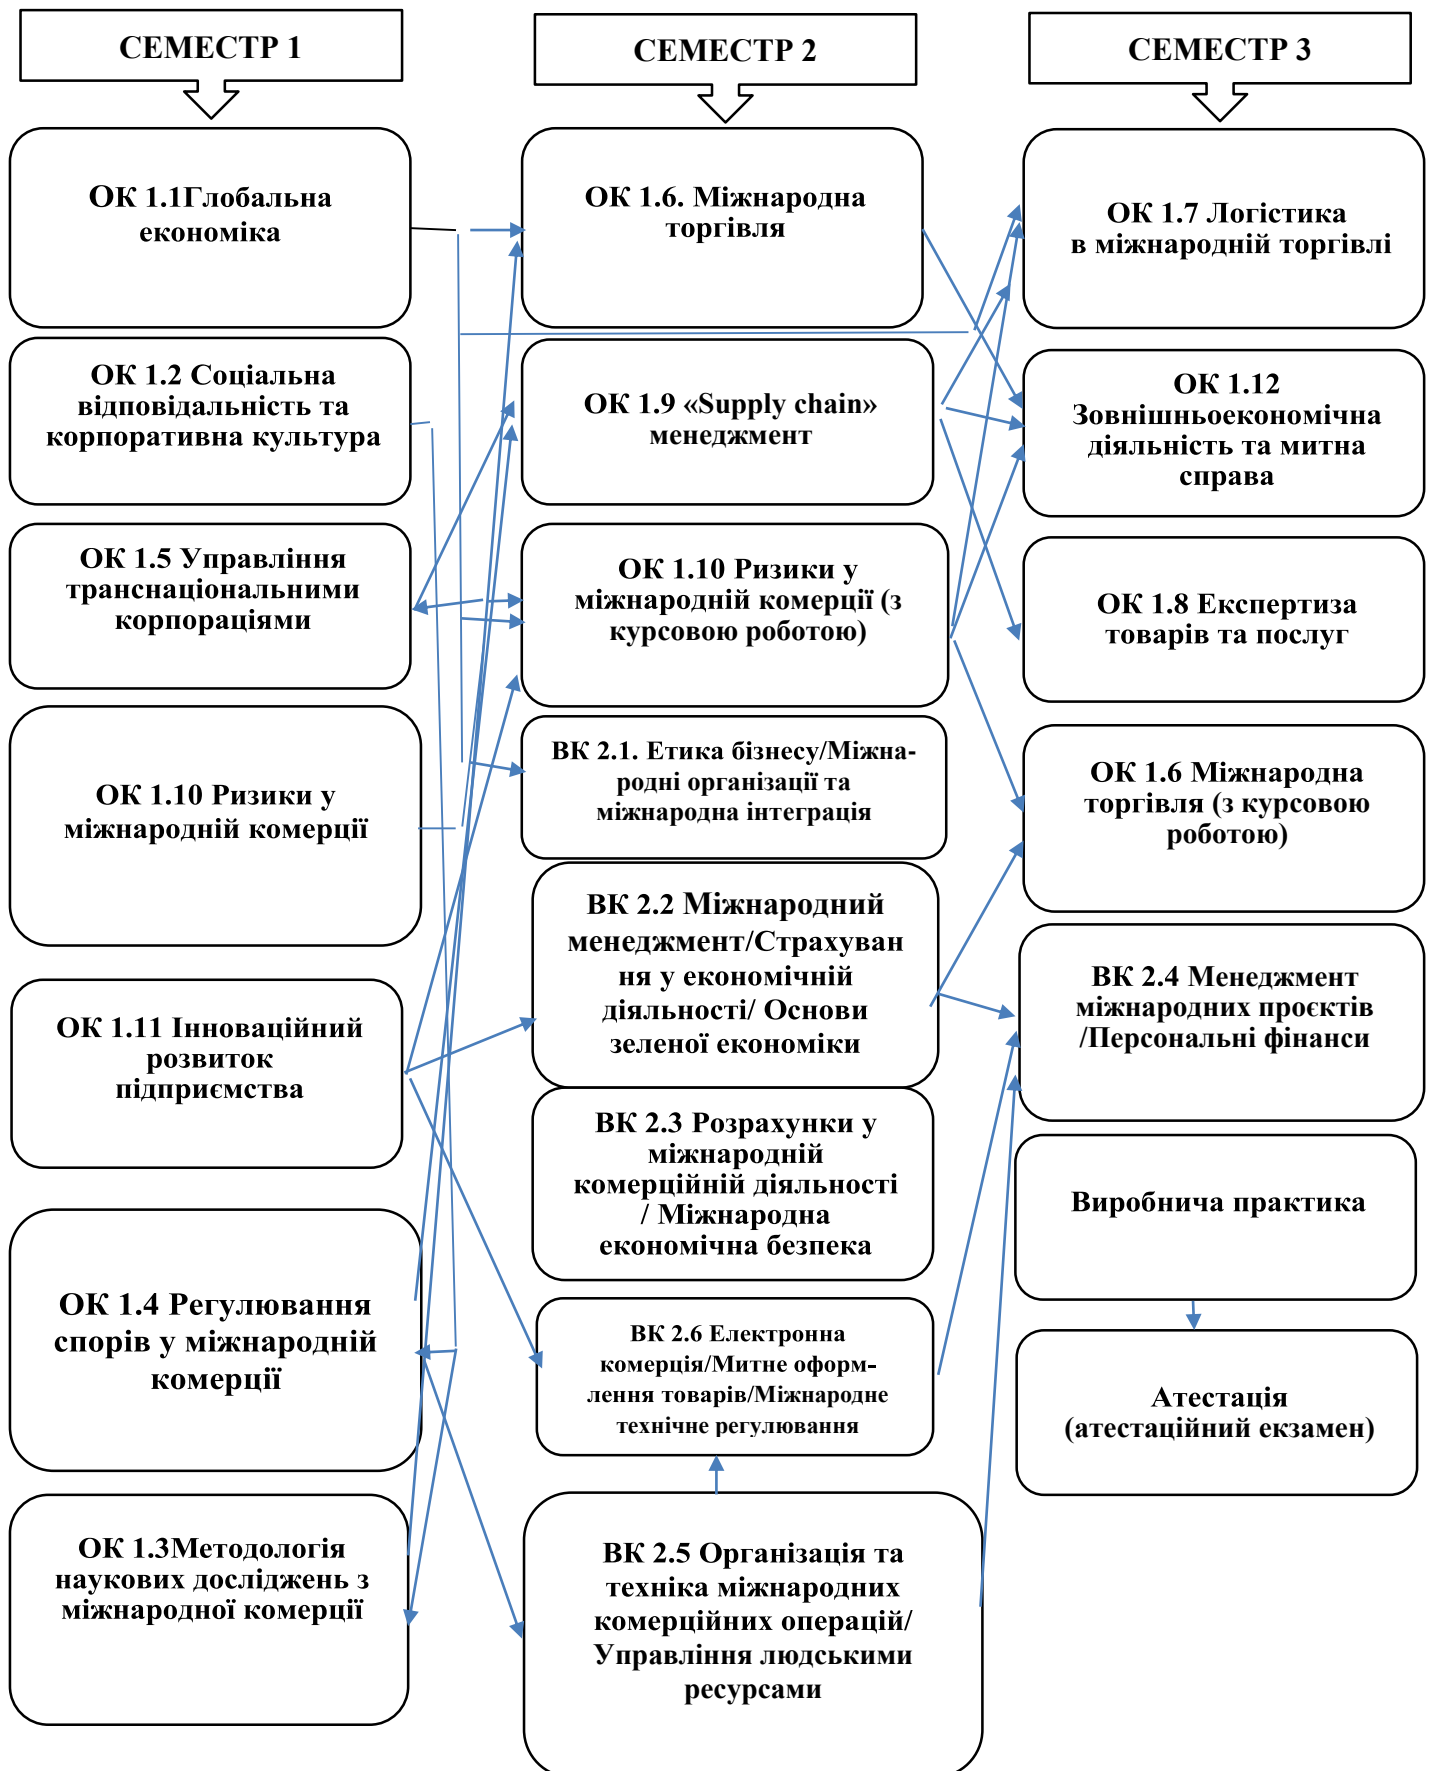 СЕМЕСТР 1
ОК 1.1Глобальна
економіка
ОК 1.2 Соціальна
відповідальність та
корпоративна культура
ОК 1.5 Управління
транснаціональними
корпораціями
ОК 1.10 Ризики у
міжнародній комерції
ОК 1.11 Інноваційний
розвиток
підприємства
ОК 1.4 Регулювання
спорів у міжнародній
комерції
ОК 1.3Методологія
наукових досліджень з
міжнародної комерції
СЕМЕСТР 2
ОК 1.6. Міжнародна
торгівля
ОК 1.9 «Supply chain»
менеджмент
ОК 1.10 Ризики у
міжнародній комерції (з
курсовою роботою)
ВК 2.1. Етика бізнесу/Міжна-
родні організації та
міжнародна інтеграція
ВК 2.2 Міжнародний
менеджмент/Страхуван
ня у економічній
діяльності/ Основи
зеленої економіки
ВК 2.3 Розрахунки у
міжнародній
комерційній діяльності
/ Міжнародна
економічна безпека
ВК 2.6 Електронна
комерція/Митне оформ-
лення товарів/Міжнародне
технічне регулювання
ВК 2.5 Організація та
техніка міжнародних
комерційних операцій/
Управління людськими
ресурсами
СЕМЕСТР 3
ОК 1.7 Логістика
в міжнародній торгівлі
ОК 1.12
Зовнішньоекономічна
діяльність та митна
справа
ОК 1.8 Експертиза
товарів та послуг
ОК 1.6 Міжнародна
торгівля (з курсовою
роботою)
ВК 2.4 Менеджмент
міжнародних проєктів
/Персональні фінанси
Виробнича практика
Атестація
(атестаційний екзамен)